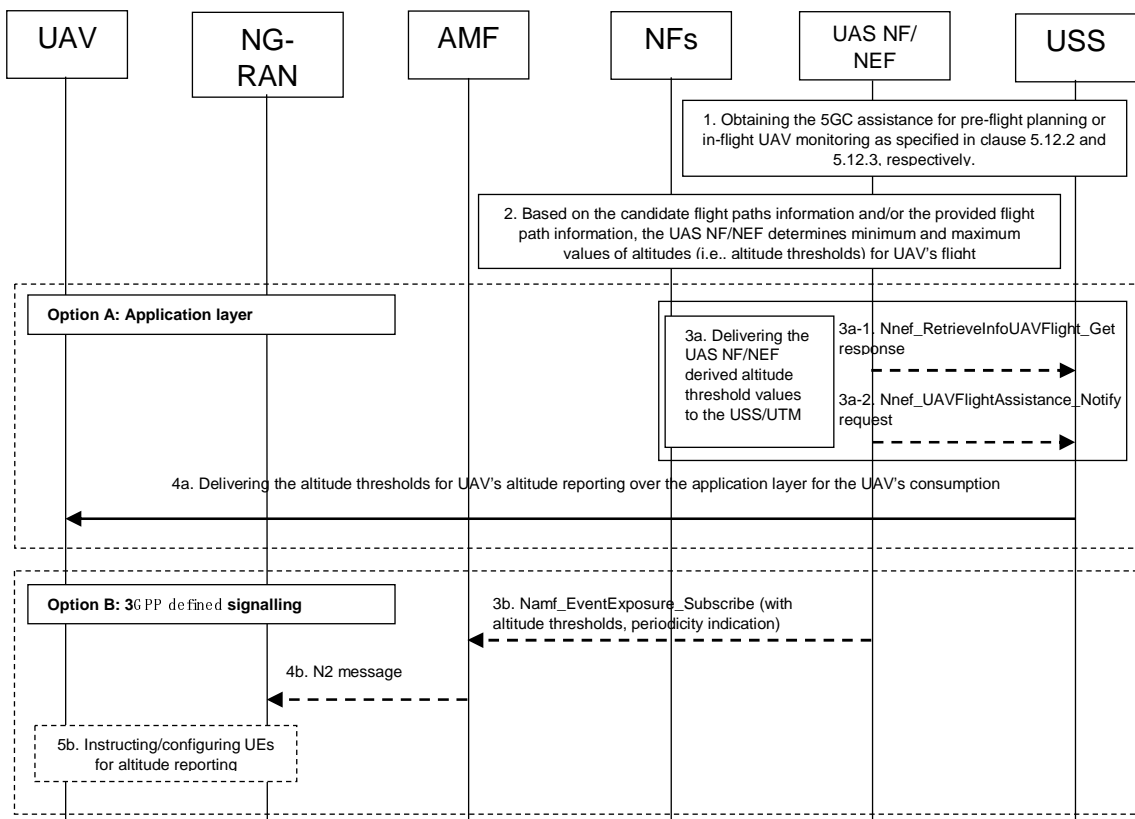 UAV
NG-
RAN
AMF
NFs
UAS NF/
NEF
USS
1. Obtaining the 5GC assistance for pre-flight planning or
in-flight UAV monitoring as specified in clause 5.12.2 and
5.12.3, respectively.
2. Based on the candidate flight paths information and/or the provided flight
path information, the UAS NF/NEF determines minimum and maximum
values of altitudes (i.e., altitude thresholds) for UAV's flight
Option A: Application layer
3a. Delivering the
UAS NF/NEF
derived altitude
threshold values
to the USS/UTM
3a-1. Nnef_RetrieveInfoUAVFlight_Get
response
3a-2. Nnef_UAVFlightAssistance_Notify
request
4a. Delivering the altitude thresholds for UAV's altitude reporting over the application layer for the UAV's consumption
Option B: 3GPP defined signalling
3b. Namf_EventExposure_Subscribe (with
altitude thresholds, periodicity indication)
4b. N2 message
5b. Instructing/configuring UEs
for altitude reporting